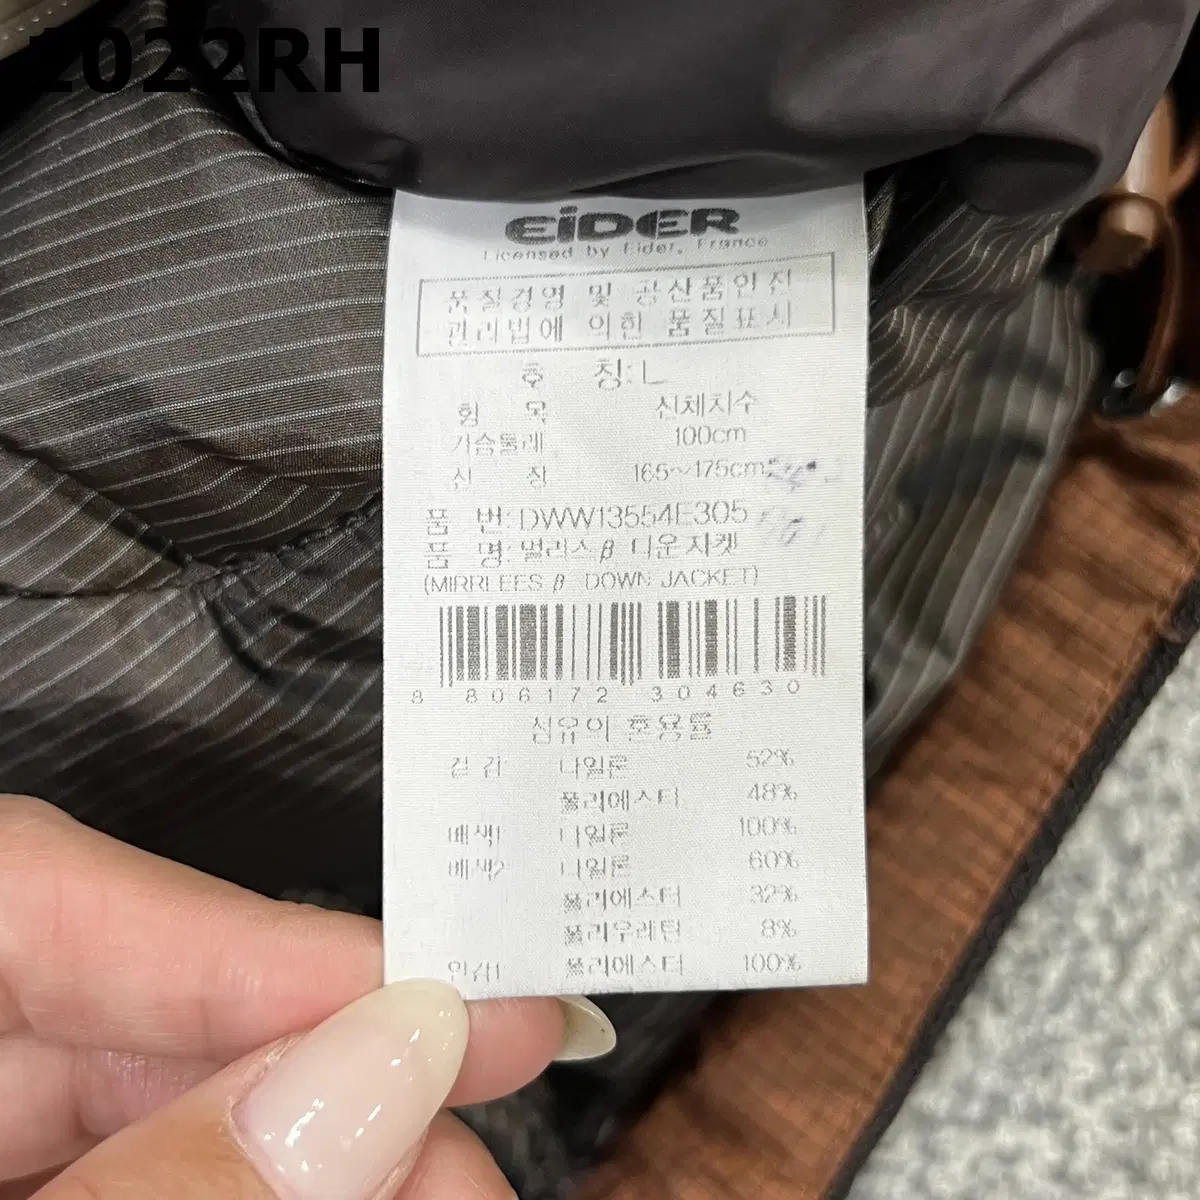 2022RH
EiDER
Licensed by Eider, France
품질경영 및 공산품안전
관리법에 의한 품질표시
호 칭:L
항 목 신체치수
가슴둘레 100cm
신 장 165~175cm
품 번:DWW13554E305
품 명:멀리스β 다운자켓
(MIRRLEES β DOWN JACKET)
8 806172 304630
섬유의 혼용률
겉감 나일론 52%
폴리에스터 48%
배색1 나일론 100%
배색2 나일론 60%
폴리에스터 32%
폴리우레탄 8%
안감1 폴리에스터 100%